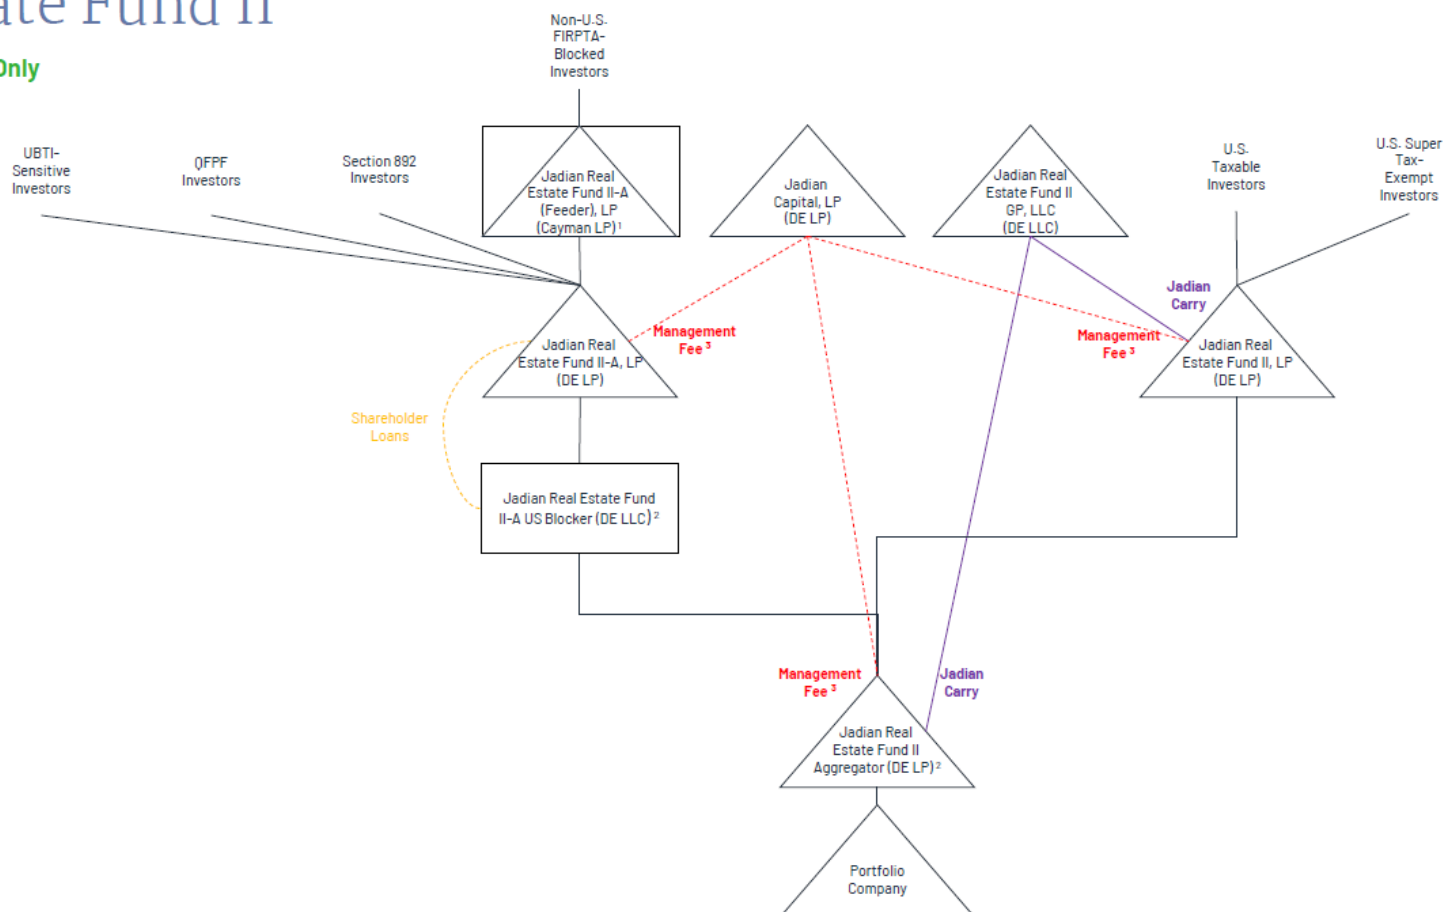 ate Fund II
Only
Non-U.S.
FIRPTA-
Blocked
Investors
UBTI-
Sensitive
Investors
QFPF
Investors
Section 892
Investors
Jadian Real
Estate Fund II-A
(Feeder), LP
(Cayman LP)¹
Jadian
Capital, LP
(DE LP)
Jadian Real
Estate Fund II
GP, LLC
(DE LLC)
U.S.
Taxable
Investors
U.S. Super
Tax-
Exempt
Investors
Jadian
Carry
Management
Fee ³
Management
Fee ³
Jadian Real
Estate Fund II-A, LP
(DE LP)
Jadian Real
Estate Fund II, LP
(DE LP)
Shareholder
Loans
Jadian Real Estate Fund
II-A US Blocker (DE LLC) ²
Management
Fee ³
Jadian
Carry
Jadian Real
Estate Fund II
Aggregator (DE LP) ²
Portfolio
Company